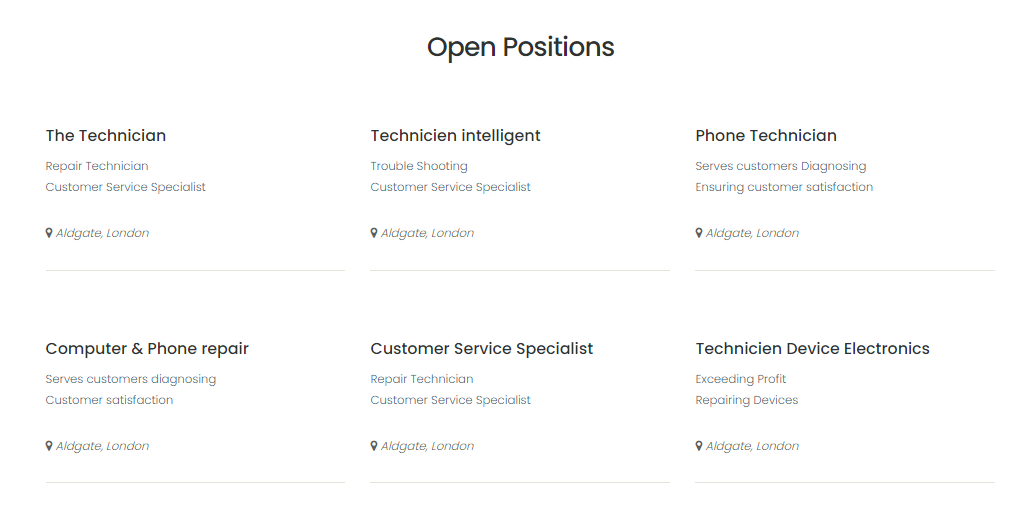 Open Positions
The Technician
Repair Technician
Customer Service Specialist
Aldgate, London
Technicien intelligent
Trouble Shooting
Customer Service Specialist
Aldgate, London
Phone Technician
Serves customers Diagnosing
Ensuring customer satisfaction
Aldgate, London
Computer & Phone repair
Serves customers diagnosing
Customer satisfaction
Aldgate, London
Customer Service Specialist
Repair Technician
Customer Service Specialist
Aldgate, London
Technicien Device Electronics
Exceeding Profit
Repairing Devices
Aldgate, London